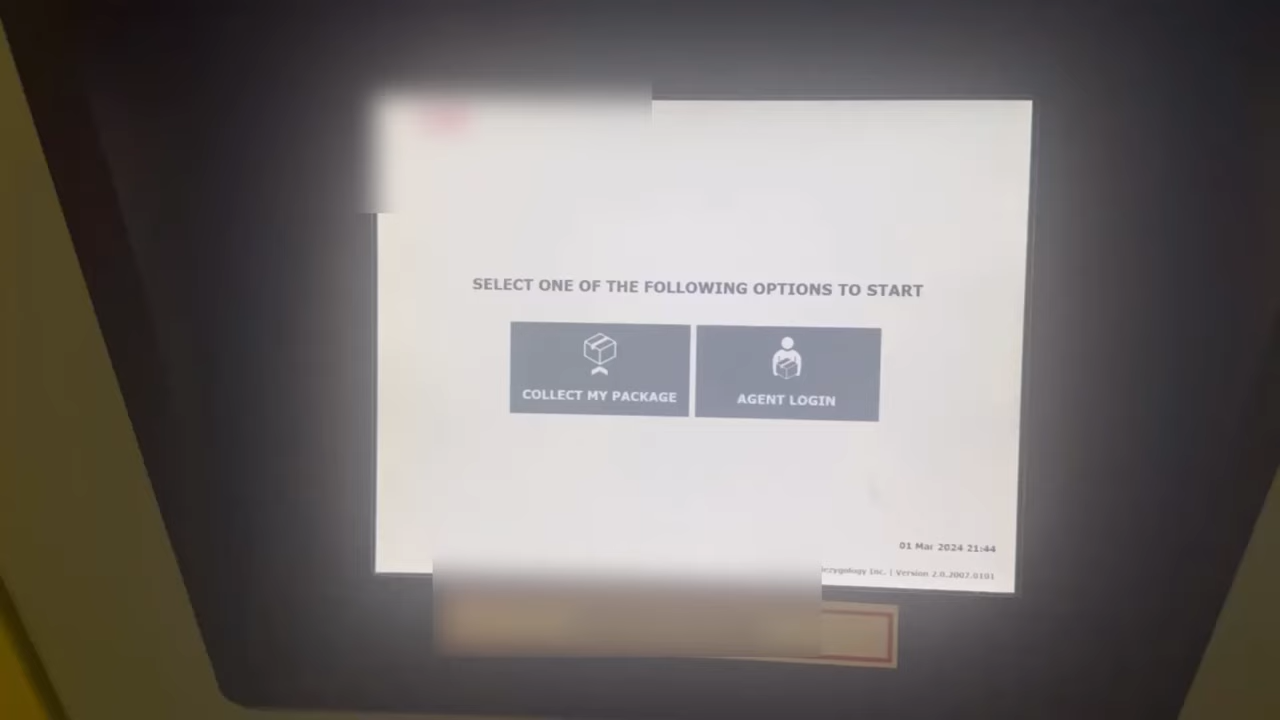 SELECT ONE OF THE FOLLOWING OPTIONS TO START
COLLECT MY PACKAGE
AGENT LOGIN
01 Mar 2024 21:44
Inc. | Version 2.0.2007.0101